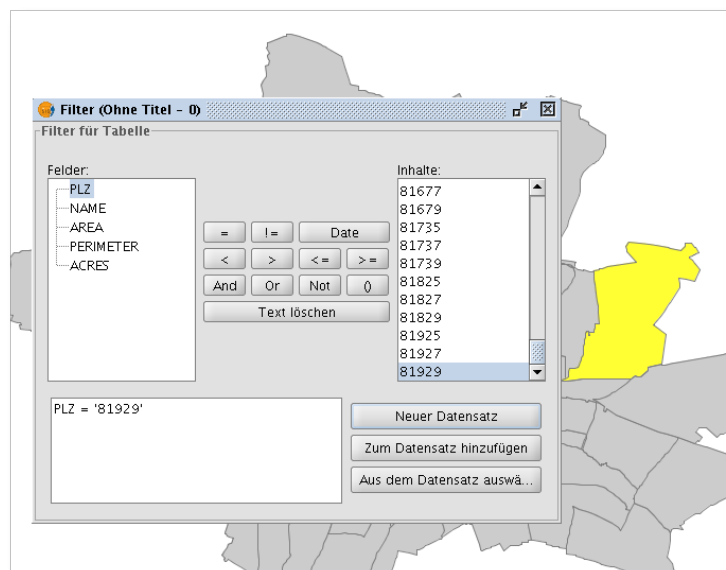 Filter (Ohne Titel - 0)
Filter für Tabelle
Felder:
PLZ
NAME
AREA
PERIMETER
ACRES
= != Date
< > <= >=
And Or Not ()
Text löschen
Inhalte:
81677
81679
81735
81737
81739
81825
81827
81829
81925
81927
81929
PLZ = '81929'
Neuer Datensatz
Zum Datensatz hinzufügen
Aus dem Datensatz auswä...